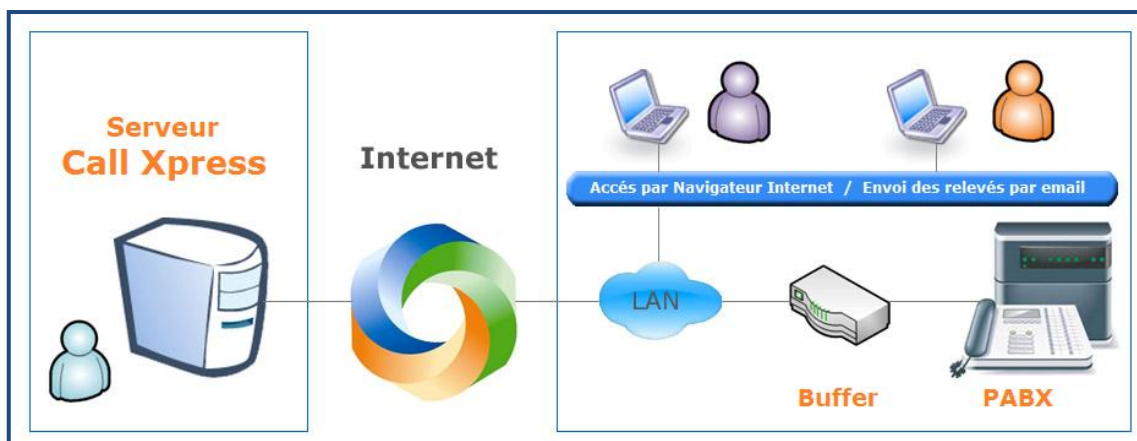 Serveur
Call Xpress
Internet
Accés par Navigateur Internet / Envoi des relevés par email
LAN
Buffer
PABX